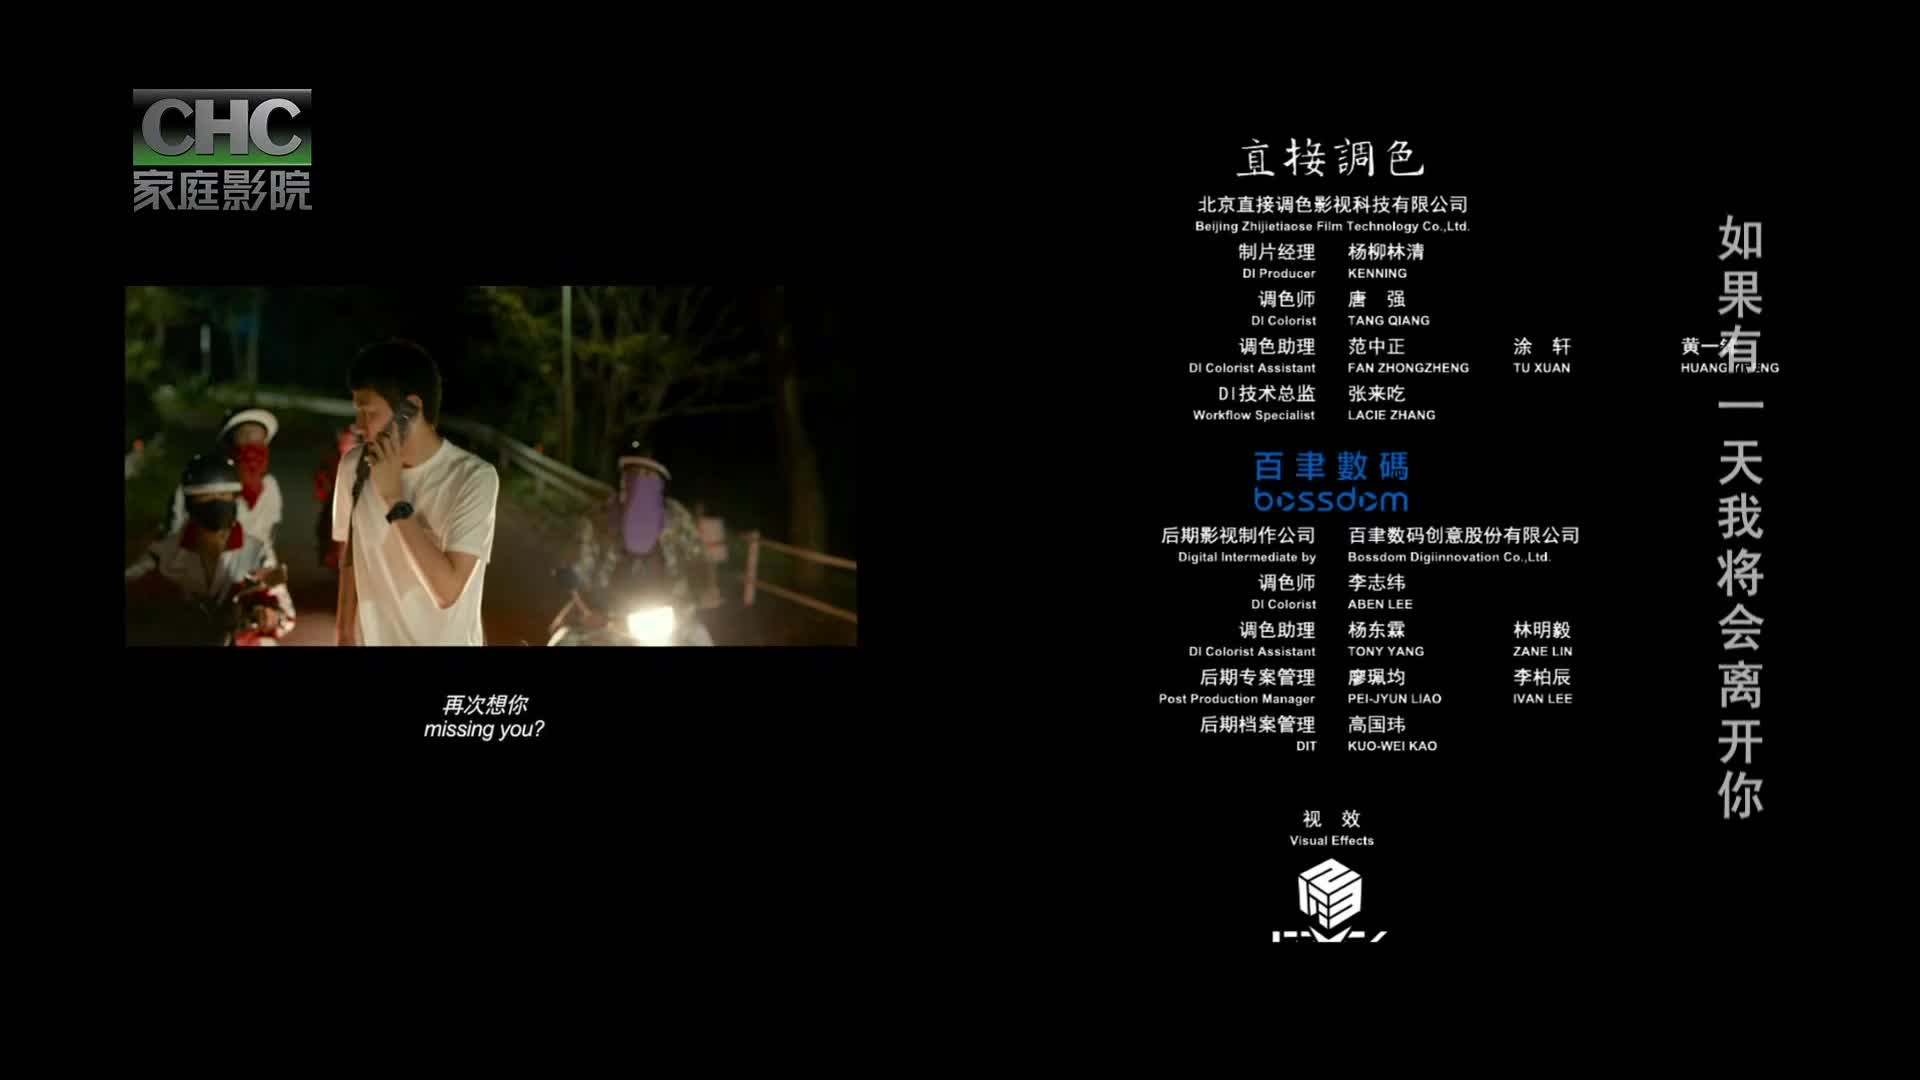 CHC
家庭影院
再次想你
missing you?
直接調色
北京直接调色影视科技有限公司
Beijing Zhijietiaose Film Technology Co.,Ltd.
制片经理 杨柳林清
DI Producer KENNING
调色师 唐 强
DI Colorist TANG QIANG
调色助理 范中正 涂 轩 黄一
DI Colorist Assistant FAN ZHONGZHENG TU XUAN HUANG
DI技术总监 张来吃
Workflow Specialist LACIE ZHANG
百聿數碼
bossdom
后期影视制作公司 百聿数码创意股份有限公司
Digital Intermediate by Bossdom Digiinnovation Co.,Ltd.
调色师 李志纬
DI Colorist ABEN LEE
调色助理 杨东霖 林明毅
DI Colorist Assistant TONY YANG ZANE LIN
后期专案管理 廖珮均 李柏辰
Post Production Manager PEI-JYUN LIAO IVAN LEE
后期档案管理 高国玮
DIT KUO-WEI KAO
视 效
Visual Effects
如果有一天我将会离开你